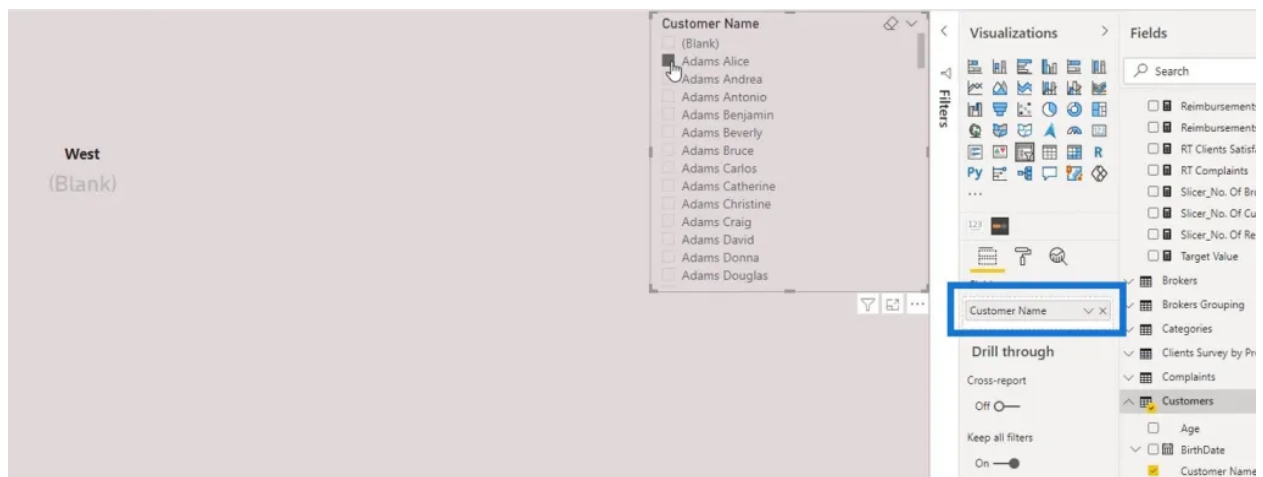 West
(Blank)
Customer Name
(Blank)
Adams Alice
Adams Andrea
Adams Antonio
Adams Benjamin
Adams Beverly
Adams Bruce
Adams Carlos
Adams Catherine
Adams Christine
Adams Craig
Adams David
Adams Donna
Adams Douglas
Filters
Visualizations
R
Py
...
123
Customer Name
Drill through
Cross-report
Off
Keep all filters
On
Fields
Search
Reimbursement
Reimbursement
RT Clients Satisf
RT Complaints
Slicer_No. Of Br
Slicer_No. Of Cu
Slicer_No. Of Re
Target Value
Brokers
Brokers Grouping
Categories
Clients Survey by Pr
Complaints
Customers
Age
BirthDate
Customer Name